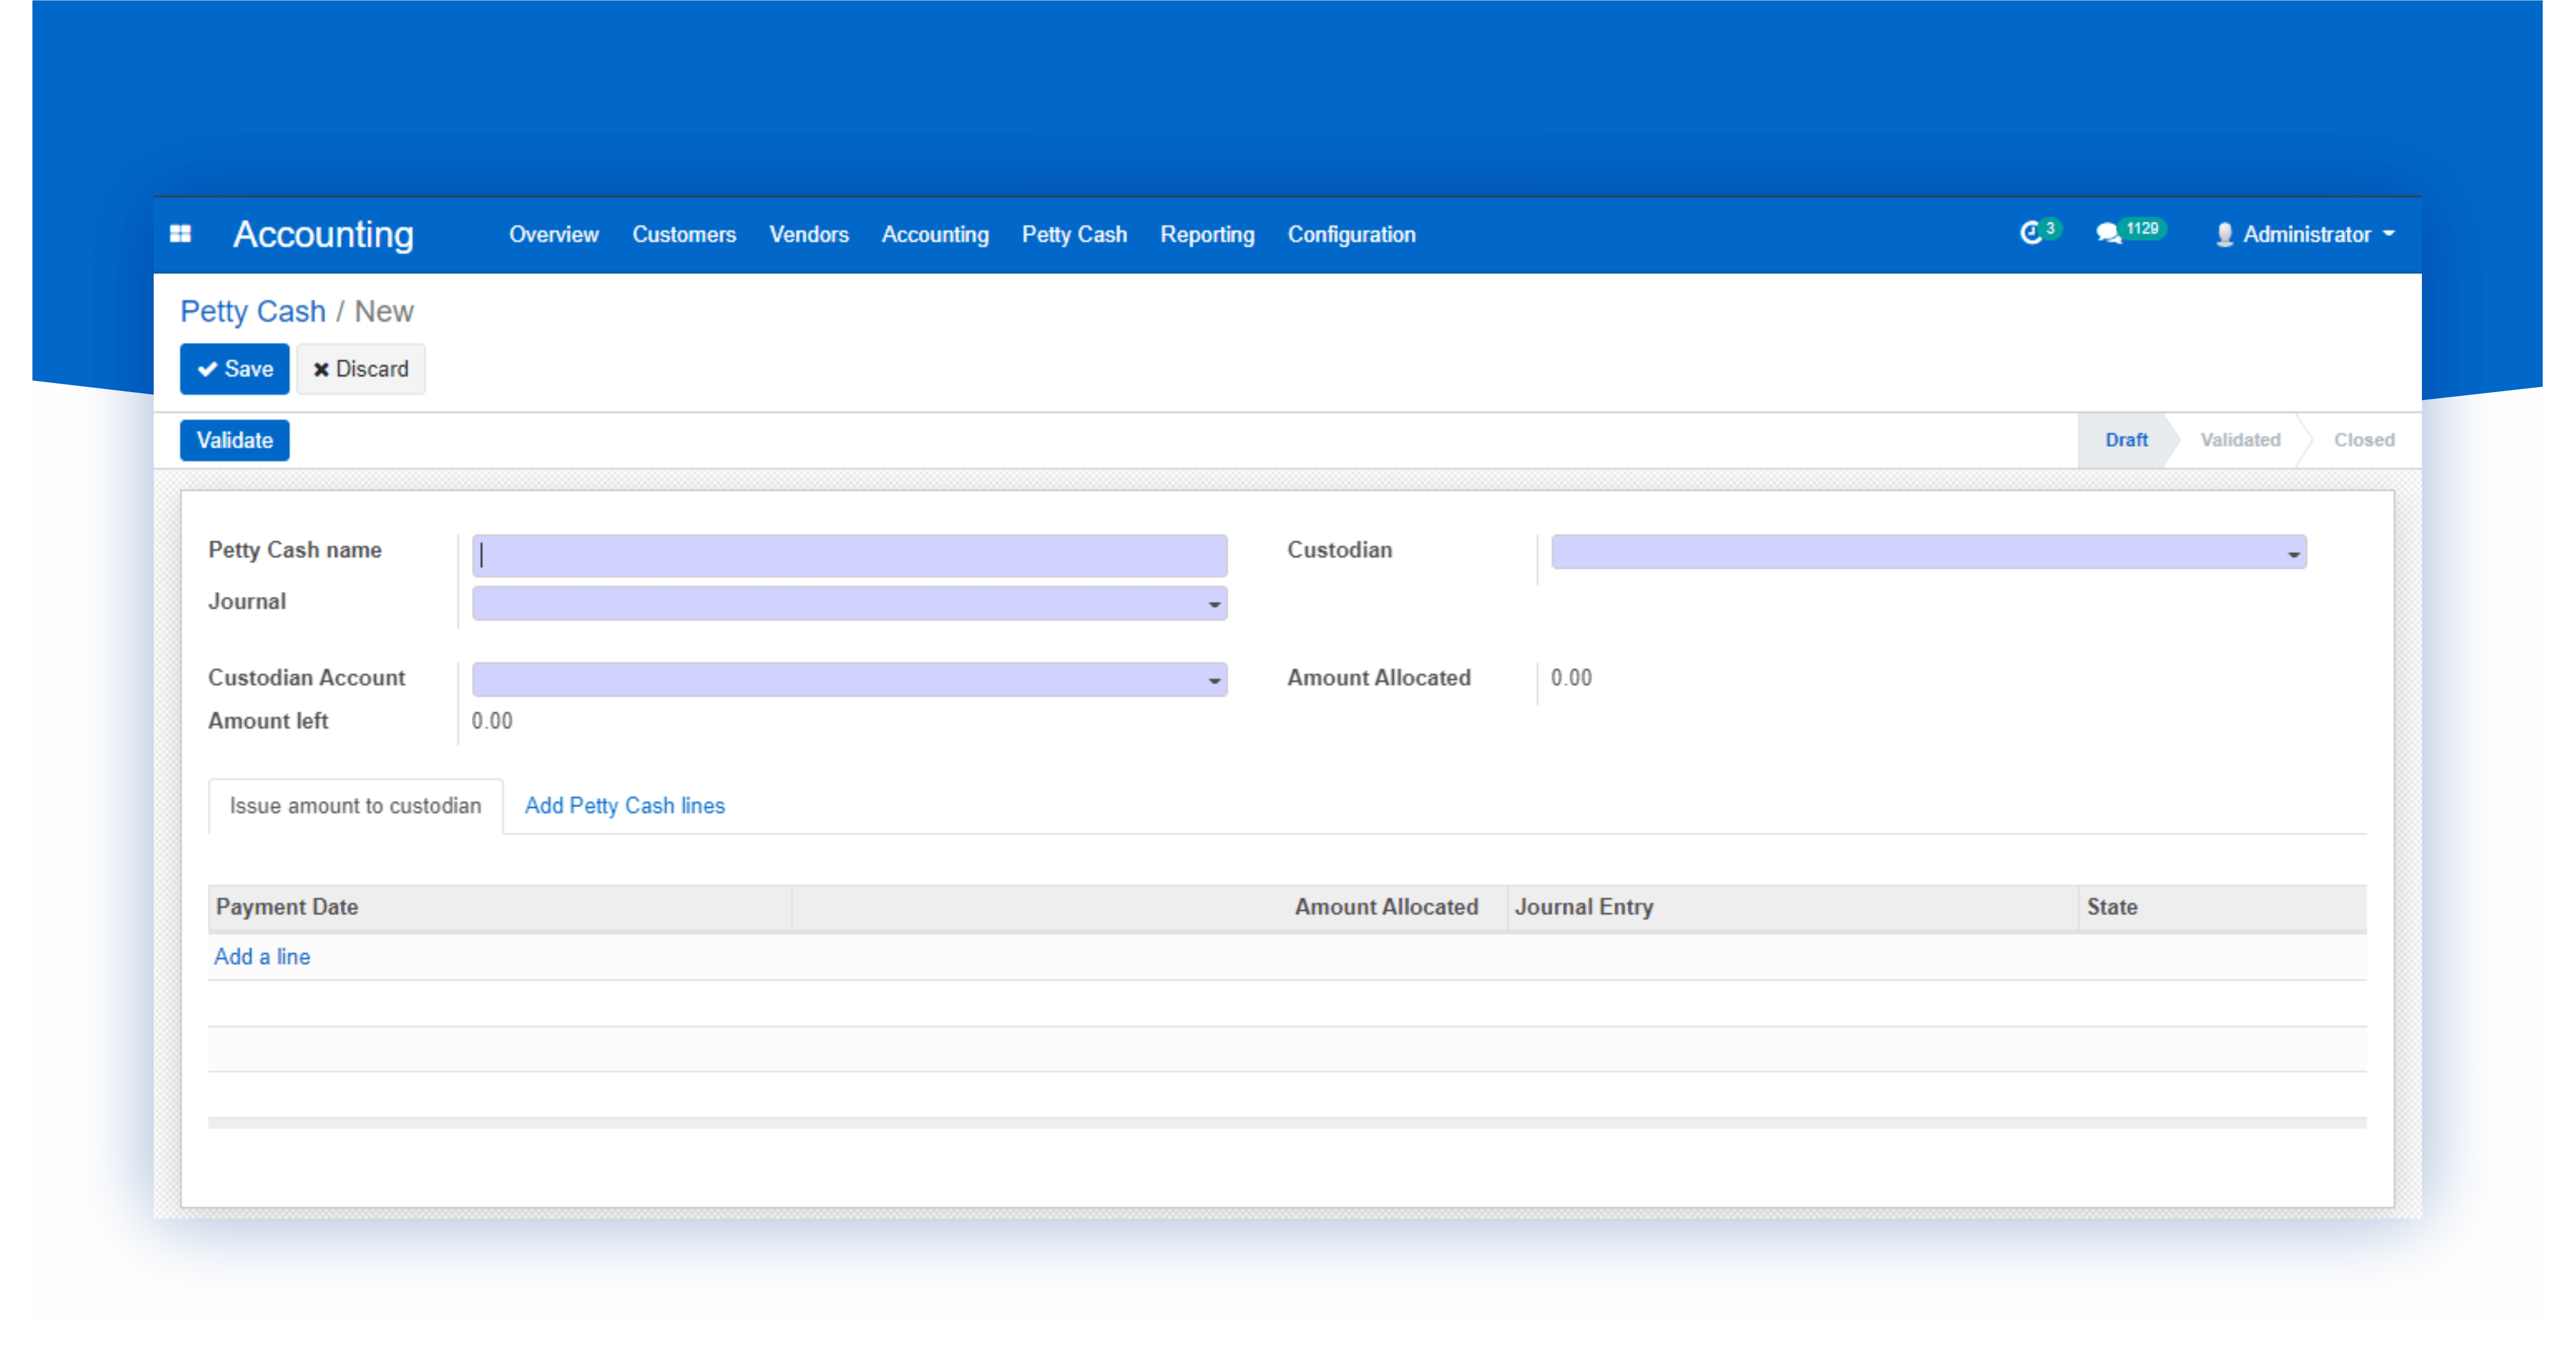 Accounting Overview Customers Vendors Accounting Petty Cash Reporting Configuration 3 1129 Administrator
Petty Cash / New
Save Discard
Validate Draft Validated Closed
Petty Cash name Custodian
Journal
Custodian Account Amount Allocated 0.00
Amount left 0.00
Issue amount to custodian Add Petty Cash lines
Payment Date Amount Allocated Journal Entry State
Add a line